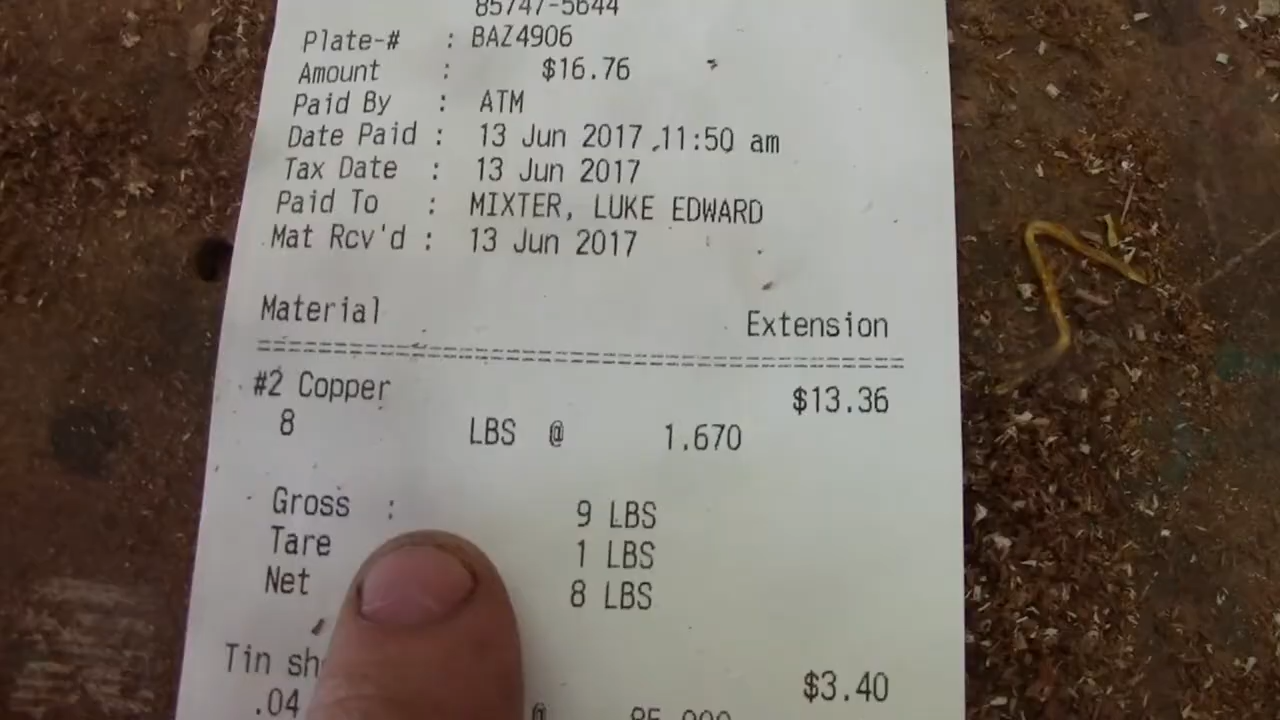 85747-5644
Plate-# : BAZ4906
Amount : $16.76
Paid By : ATM
Date Paid : 13 Jun 2017 11:50 am
Tax Date : 13 Jun 2017
Paid To : MIXTER, LUKE EDWARD
Mat Rcv'd : 13 Jun 2017
Material Extension
#2 Copper $13.36
8 LBS @ 1.670
Gross : 9 LBS
Tare 1 LBS
Net 8 LBS
Tin $3.40
.04 @